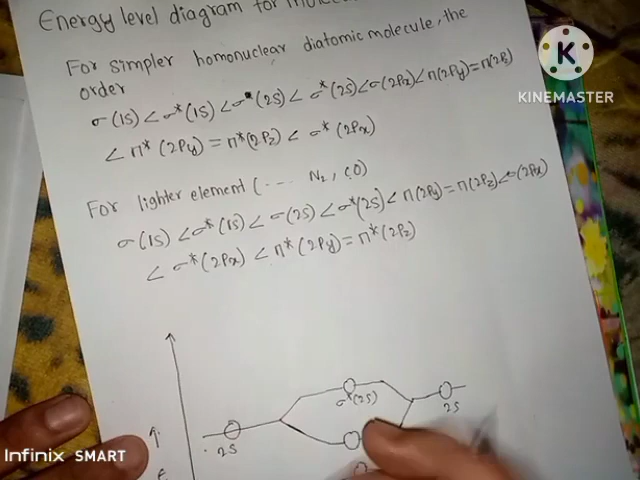 Energy level diagram for molec
For simpler homonuclear diatomic molecule, the
order
σ(1S) < σ*(1S) < σ(2S) < σ*(2S) < σ(2Px) < π(2Py) = π(2Pz)
< π*(2Py) = π*(2Pz) < σ*(2Px)
For lighter element (... N2, CO)
σ(1S) < σ*(1S) < σ(2S) < σ*(2S) < π(2Py) = π(2Pz) < σ(2Px)
< σ*(2Px) < π*(2Py) = π*(2Pz)
σ*(2S)
2S
2S
K
KINEMASTER
Infinix SMART